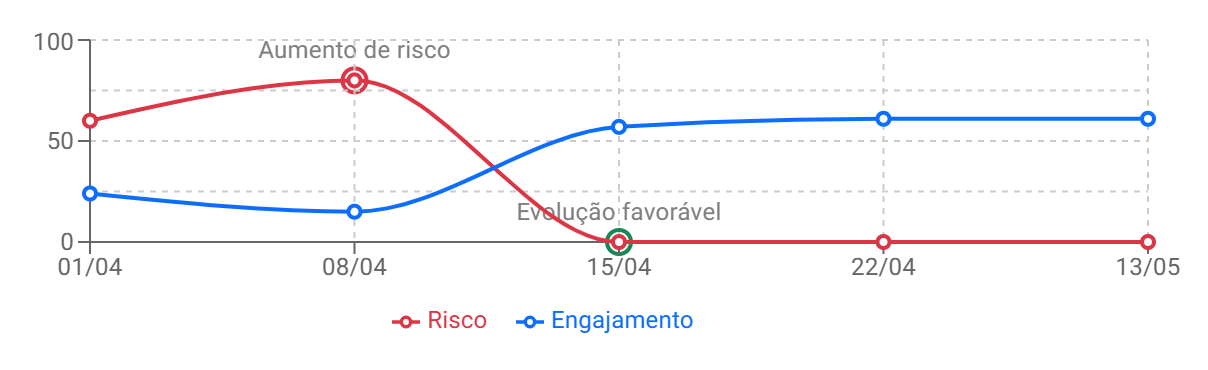 100
Aumento de risco
50
Evolução favorável
0
01/04 08/04 15/04 22/04 13/05
Risco Engajamento